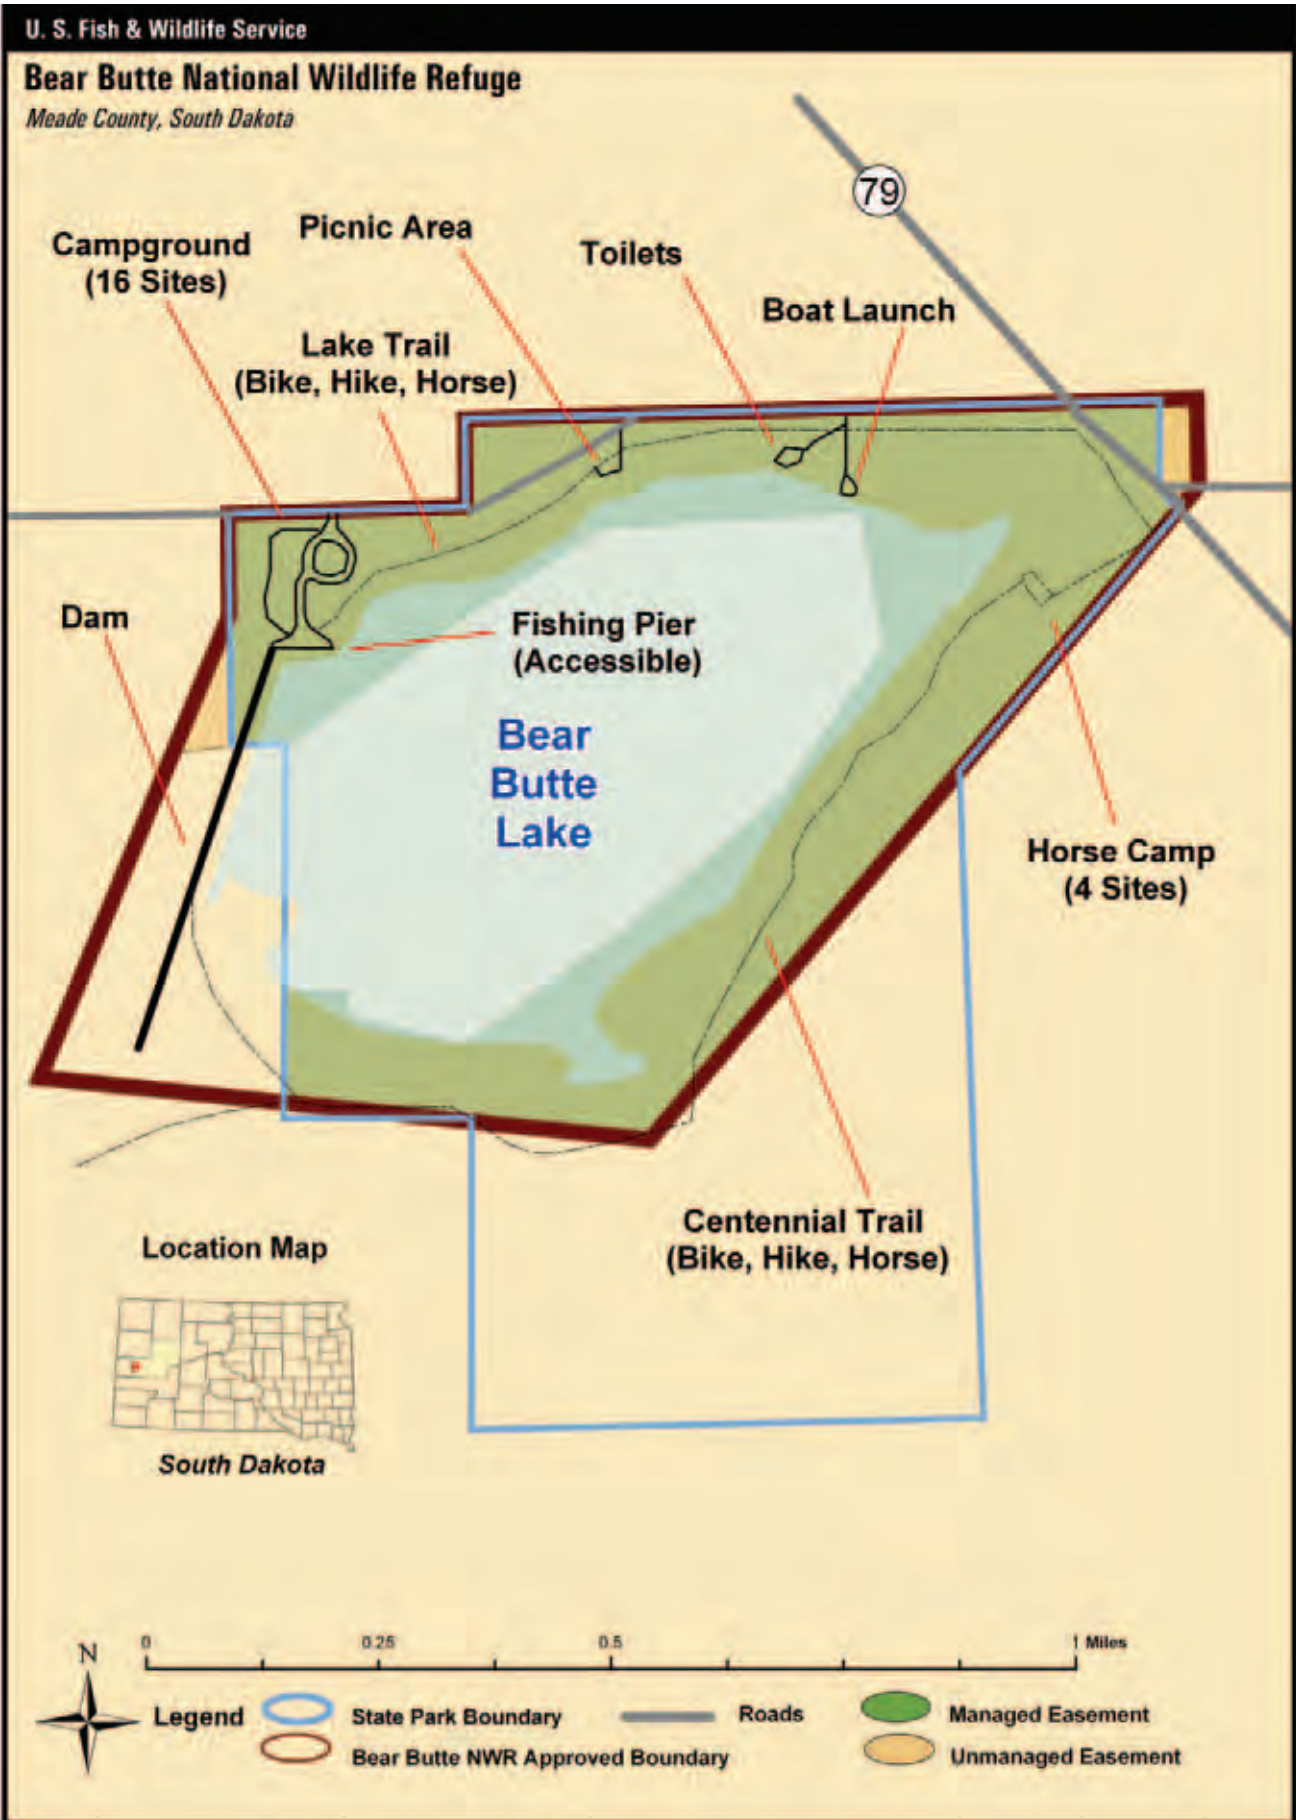 U. S. Fish & Wildlife Service
Bear Butte National Wildlife Refuge
Meade County, South Dakota
79
Picnic Area
Campground
(16 Sites)
Toilets
Boat Launch
Lake Trail
(Bike, Hike, Horse)
Dam
Fishing Pier
(Accessible)
Bear
Butte
Lake
Horse Camp
(4 Sites)
Centennial Trail
(Bike, Hike, Horse)
Location Map
South Dakota
N
0 0.25 0.5 1 Miles
Legend
State Park Boundary
Roads
Managed Easement
Bear Butte NWR Approved Boundary
Unmanaged Easement